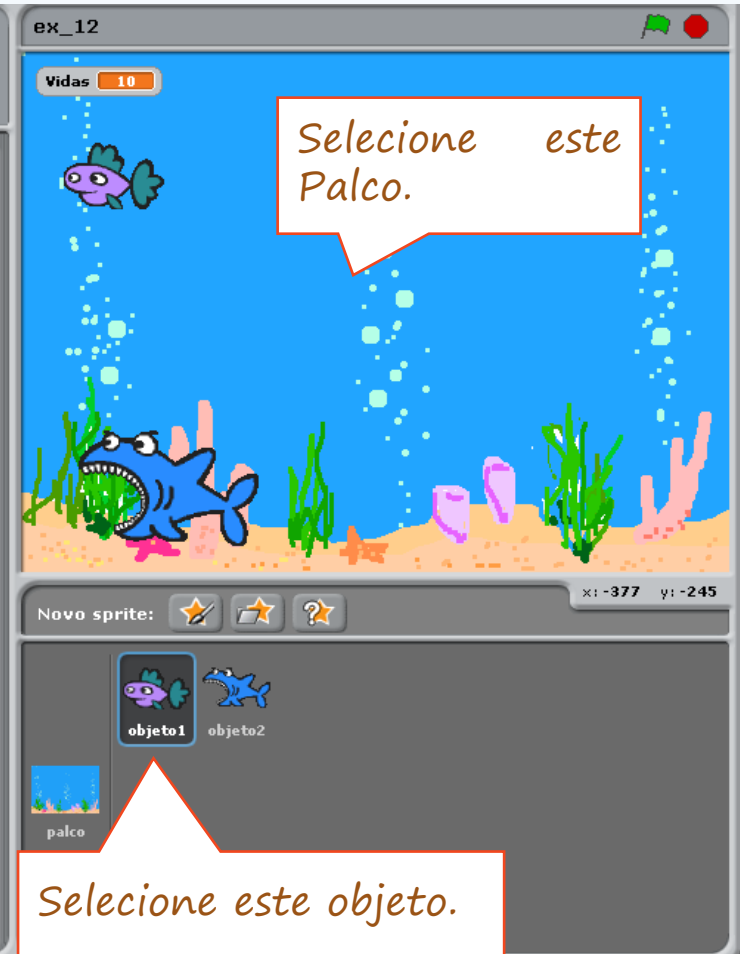 ex_12
Vidas 10
Selecione este
Palco.
x: -377 y: -245
Novo sprite:
objeto1 objeto2
palco
Selecione este objeto.